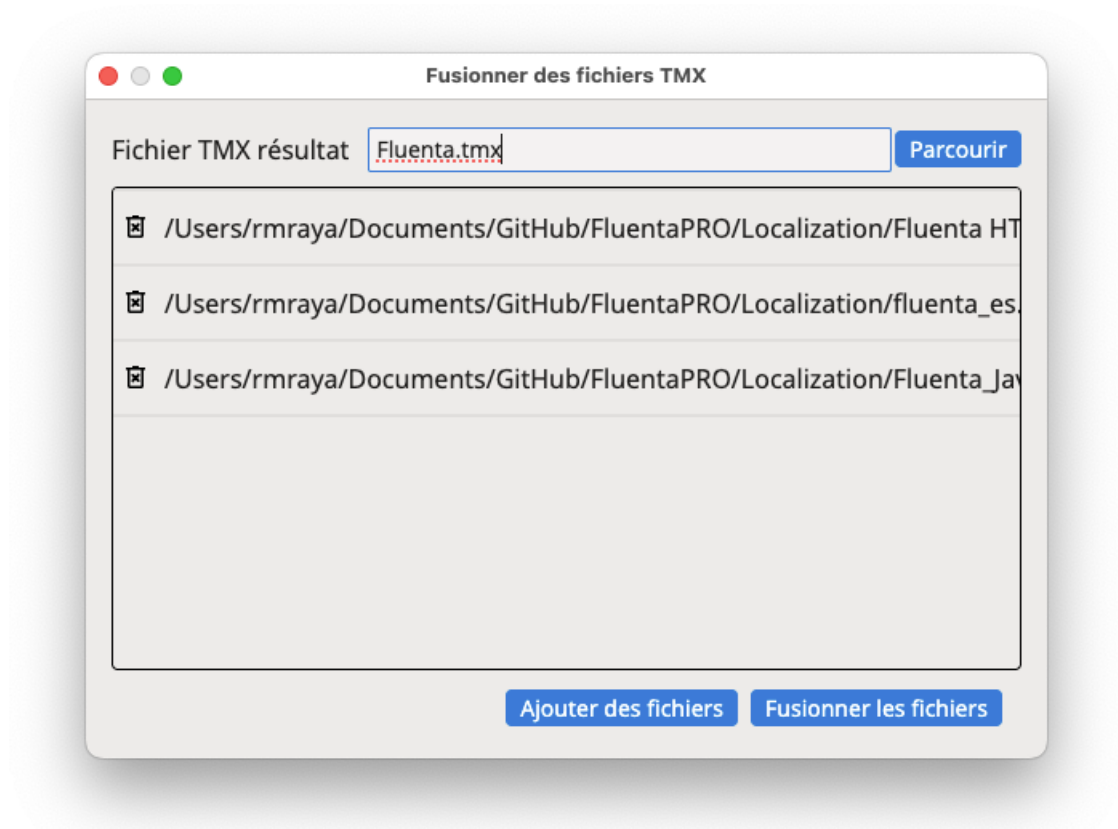 Fusionner des fichiers TMX
Fichier TMX résultat Fluenta.tmx Parcourir
/Users/rmraya/Documents/GitHub/FluentaPRO/Localization/Fluenta HT
/Users/rmraya/Documents/GitHub/FluentaPRO/Localization/fluenta_es.
/Users/rmraya/Documents/GitHub/FluentaPRO/Localization/Fluenta_Jav
Ajouter des fichiers Fusionner les fichiers